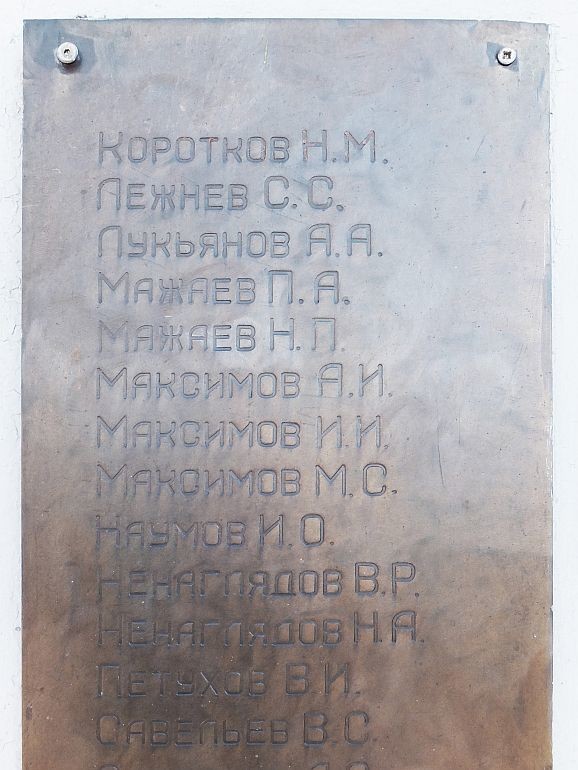 КОРОТКОВ Н.М.
ЛЕЖНЕВ С.С.
ЛУКЬЯНОВ А.А.
МАЖАЕВ П.А.
МАЖАЕВ Н.П.
МАКСИМОВ А.И.
МАКСИМОВ И.И.
МАКСИМОВ М.С.
НАУМОВ И.О.
НЕНАГЛЯДОВ В.Р.
НЕНАГЛЯДОВ Н.А.
ПЕТУХОВ В.И.
САВЕЛЬЕВ В.С.